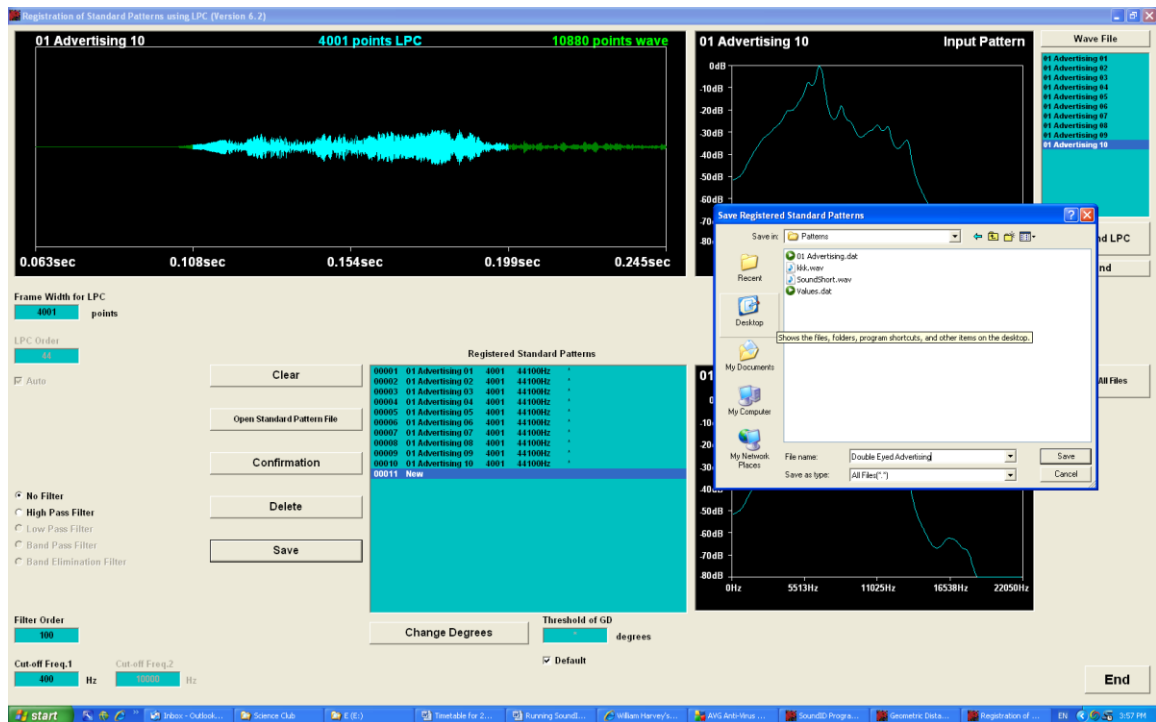 Registration of Standard Patterns using LPC (Version 6.2)
01 Advertising 10 4001 points LPC 10880 points wave
0.063sec 0.108sec 0.154sec 0.199sec 0.245sec
01 Advertising 10 Input Pattern
0dB
-10dB
-20dB
-30dB
-40dB
-50dB
-60dB
-70
-80
Wave File
01 Advertising 01
01 Advertising 02
01 Advertising 03
01 Advertising 04
01 Advertising 05
01 Advertising 06
01 Advertising 07
01 Advertising 08
01 Advertising 09
01 Advertising 10
nd LPC
nd
Save Registered Standard Patterns
Save in: Patterns
Recent
Desktop
My Documents
My Computer
My Network Places
01 Advertising.dat
kkk.wav
SoundShort.wav
Values.dat
Shows the files, folders, program shortcuts, and other items on the desktop.
File name: Double Eyed Advertising Save
Save as type: All Files(*.*) Cancel
All Files
Frame Width for LPC
4001 points
LPC Order
44
Auto
No Filter
High Pass Filter
Low Pass Filter
Band Pass Filter
Band Elimination Filter
Filter Order
100
Cut-off Freq.1 Cut-off Freq.2
400 Hz 10000 Hz
Clear
Open Standard Pattern File
Confirmation
Delete
Save
Registered Standard Patterns
00001 01 Advertising 01 4001 44100Hz *
00002 01 Advertising 02 4001 44100Hz *
00003 01 Advertising 03 4001 44100Hz *
00004 01 Advertising 04 4001 44100Hz *
00005 01 Advertising 05 4001 44100Hz *
00006 01 Advertising 06 4001 44100Hz *
00007 01 Advertising 07 4001 44100Hz *
00008 01 Advertising 08 4001 44100Hz *
00009 01 Advertising 09 4001 44100Hz *
00010 01 Advertising 10 4001 44100Hz *
00011 New
Change Degrees
Threshold of GD
* degrees
Default
01
0
-10
-20
-30
-40
-50dB
-60dB
-70dB
-80dB
0Hz 5513Hz 11025Hz 16538Hz 22050Hz
End
start
Inbox - Outlook...
Science Club
E (E:)
Timetable for 2...
Running SoundI...
William Harvey's...
AVG Anti-Virus ...
SoundID Progra...
Geometric Dista...
Registration of ...
EN
3:57 PM